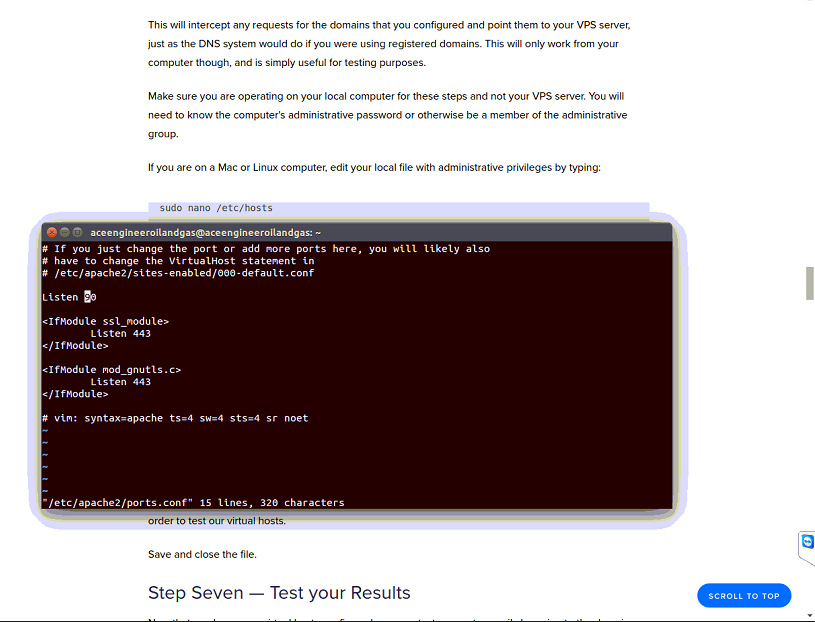 This will intercept any requests for the domains that you configured and point them to your VPS server,
just as the DNS system would do if you were using registered domains. This will only work from your
computer though, and is simply useful for testing purposes.
Make sure you are operating on your local computer for these steps and not your VPS server. You will
need to know the computer's administrative password or otherwise be a member of the administrative
group.
If you are on a Mac or Linux computer, edit your local file with administrative privileges by typing:
sudo nano /etc/hosts
aceengineeroilandgas@aceengineeroilandgas: ~
# If you just change the port or add more ports here, you will likely also
# have to change the VirtualHost statement in
# /etc/apache2/sites-enabled/000-default.conf
Listen 90
<IfModule ssl_module>
        Listen 443
</IfModule>
<IfModule mod_gnutls.c>
        Listen 443
</IfModule>
# vim: syntax=apache ts=4 sw=4 sts=4 sr noet
~
~
~
~
~
~
"/etc/apache2/ports.conf" 15 lines, 320 characters
order to test our virtual hosts.
Save and close the file.
Step Seven — Test your Results
SCROLL TO TOP